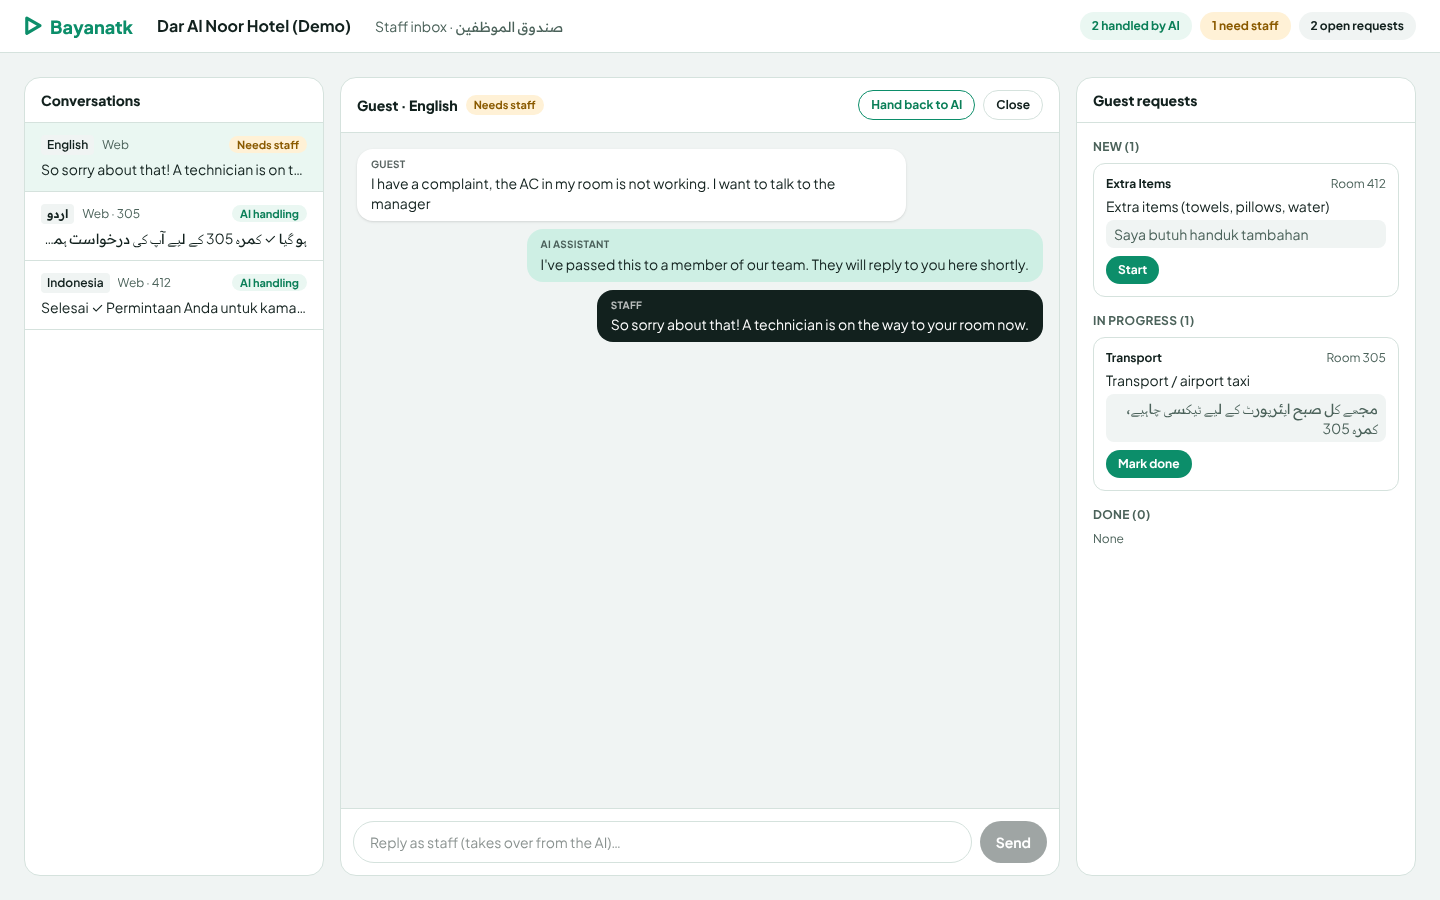 Bayanatk
Dar Al Noor Hotel (Demo)
Staff inbox · صندوق الموظفين
2 handled by AI
1 need staff
2 open requests
Conversations
English Web Needs staff
So sorry about that! A technician is on t...
اردو Web · 305 AI handling
ہو گیا ✓ کمرہ 305 کے لیے آپ کی درخواست ہم...
Indonesia Web · 412 AI handling
Selesai ✓ Permintaan Anda untuk kama...
Guest · English Needs staff
Hand back to AI
Close
GUEST
I have a complaint, the AC in my room is not working. I want to talk to the
manager
AI ASSISTANT
I've passed this to a member of our team. They will reply to you here shortly.
STAFF
So sorry about that! A technician is on the way to your room now.
Reply as staff (takes over from the AI)...
Send
Guest requests
NEW (1)
Extra Items Room 412
Extra items (towels, pillows, water)
Saya butuh handuk tambahan
Start
IN PROGRESS (1)
Transport Room 305
Transport / airport taxi
مجھے کل صبح ایئرپورٹ کے لیے ٹیکسی چاہیے،
کمرہ 305
Mark done
DONE (0)
None